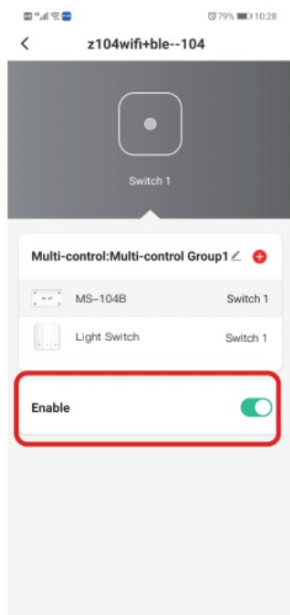 79% 10:28
z104wifi+ble--104
Switch 1
Multi-control:Multi-control Group1
MS-104B Switch 1
Light Switch Switch 1
Enable